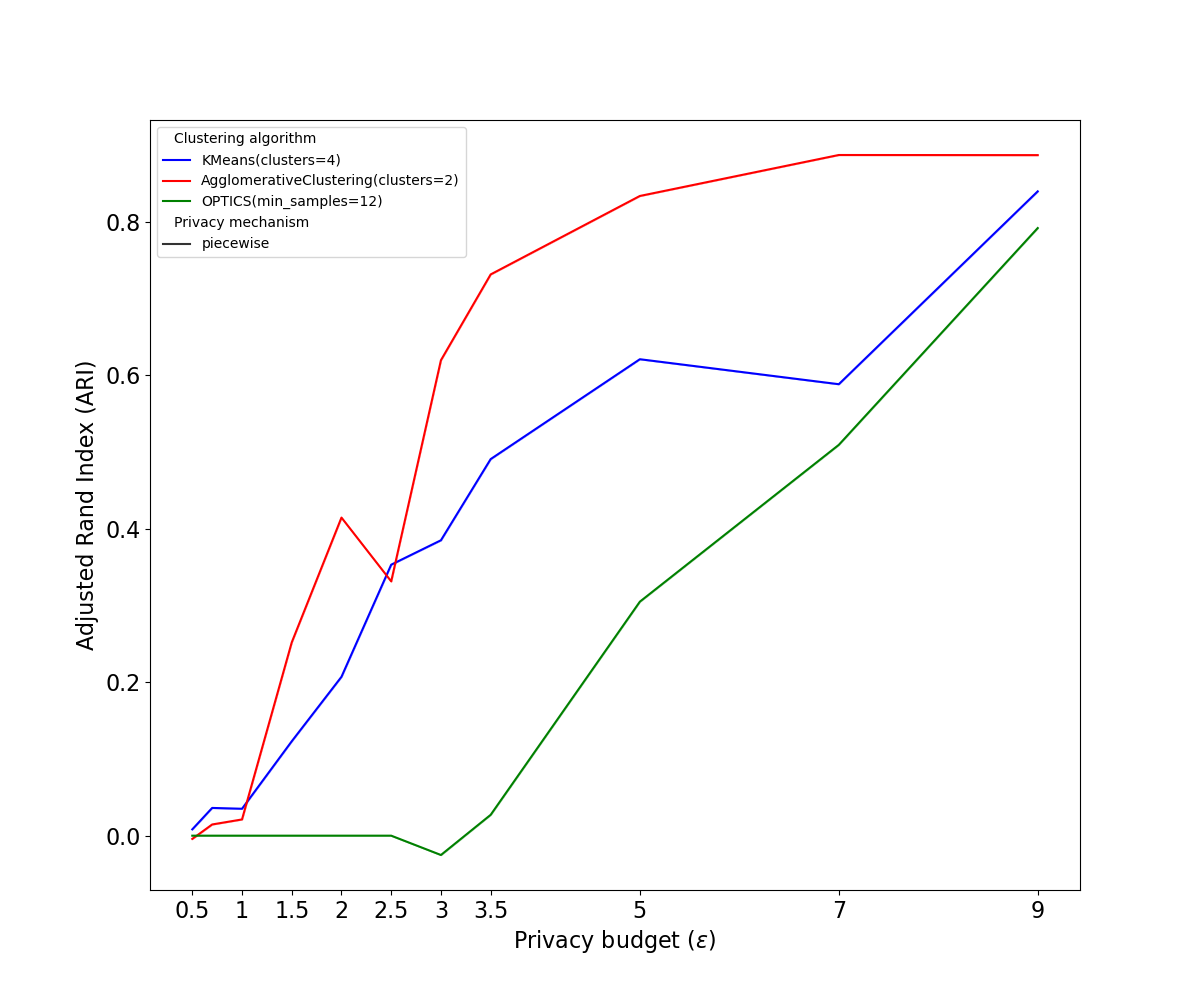 Clustering algorithm
KMeans(clusters=4)
AgglomerativeClustering(clusters=2)
OPTICS(min_samples=12)
Privacy mechanism
piecewise
Adjusted Rand Index (ARI)
0.8
0.6
0.4
0.2
0.0
0.5 1 1.5 2 2.5 3 3.5 5 7 9
Privacy budget (ε)